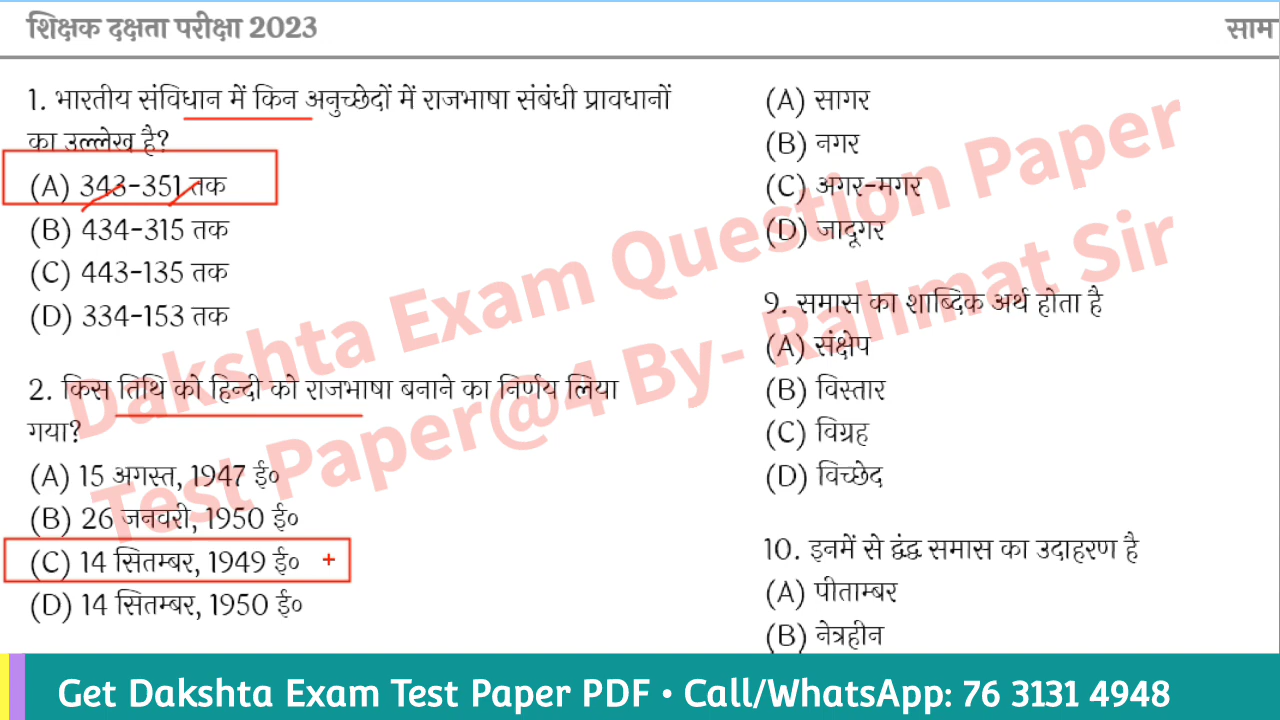 शिक्षक दक्षता परीक्षा 2023
साम
1. भारतीय संविधान में किन अनुच्छेदों में राजभाषा संबंधी प्रावधानों
का उल्लेख है?
(A) 343-351 तक
(B) 434-315 तक
(C) 443-135 तक
(D) 334-153 तक
2. किस तिथि को हिन्दी को राजभाषा बनाने का निर्णय लिया
गया?
(A) 15 अगस्त, 1947 ई०
(B) 26 जनवरी, 1950 ई०
(C) 14 सितम्बर, 1949 ई० +
(D) 14 सितम्बर, 1950 ई०
(A) सागर
(B) नगर
(C) अगर-मगर
(D) जादूगर
9. समास का शाब्दिक अर्थ होता है
(A) संक्षेप
(B) विस्तार
(C) विग्रह
(D) विच्छेद
10. इनमें से द्वंद्व समास का उदाहरण है
(A) पीताम्बर
(B) नेत्रहीन
Dakshta Exam Question Paper
Test Paper@4 By- Rahmat Sir
Get Dakshta Exam Test Paper PDF • Call/WhatsApp: 76 3131 4948